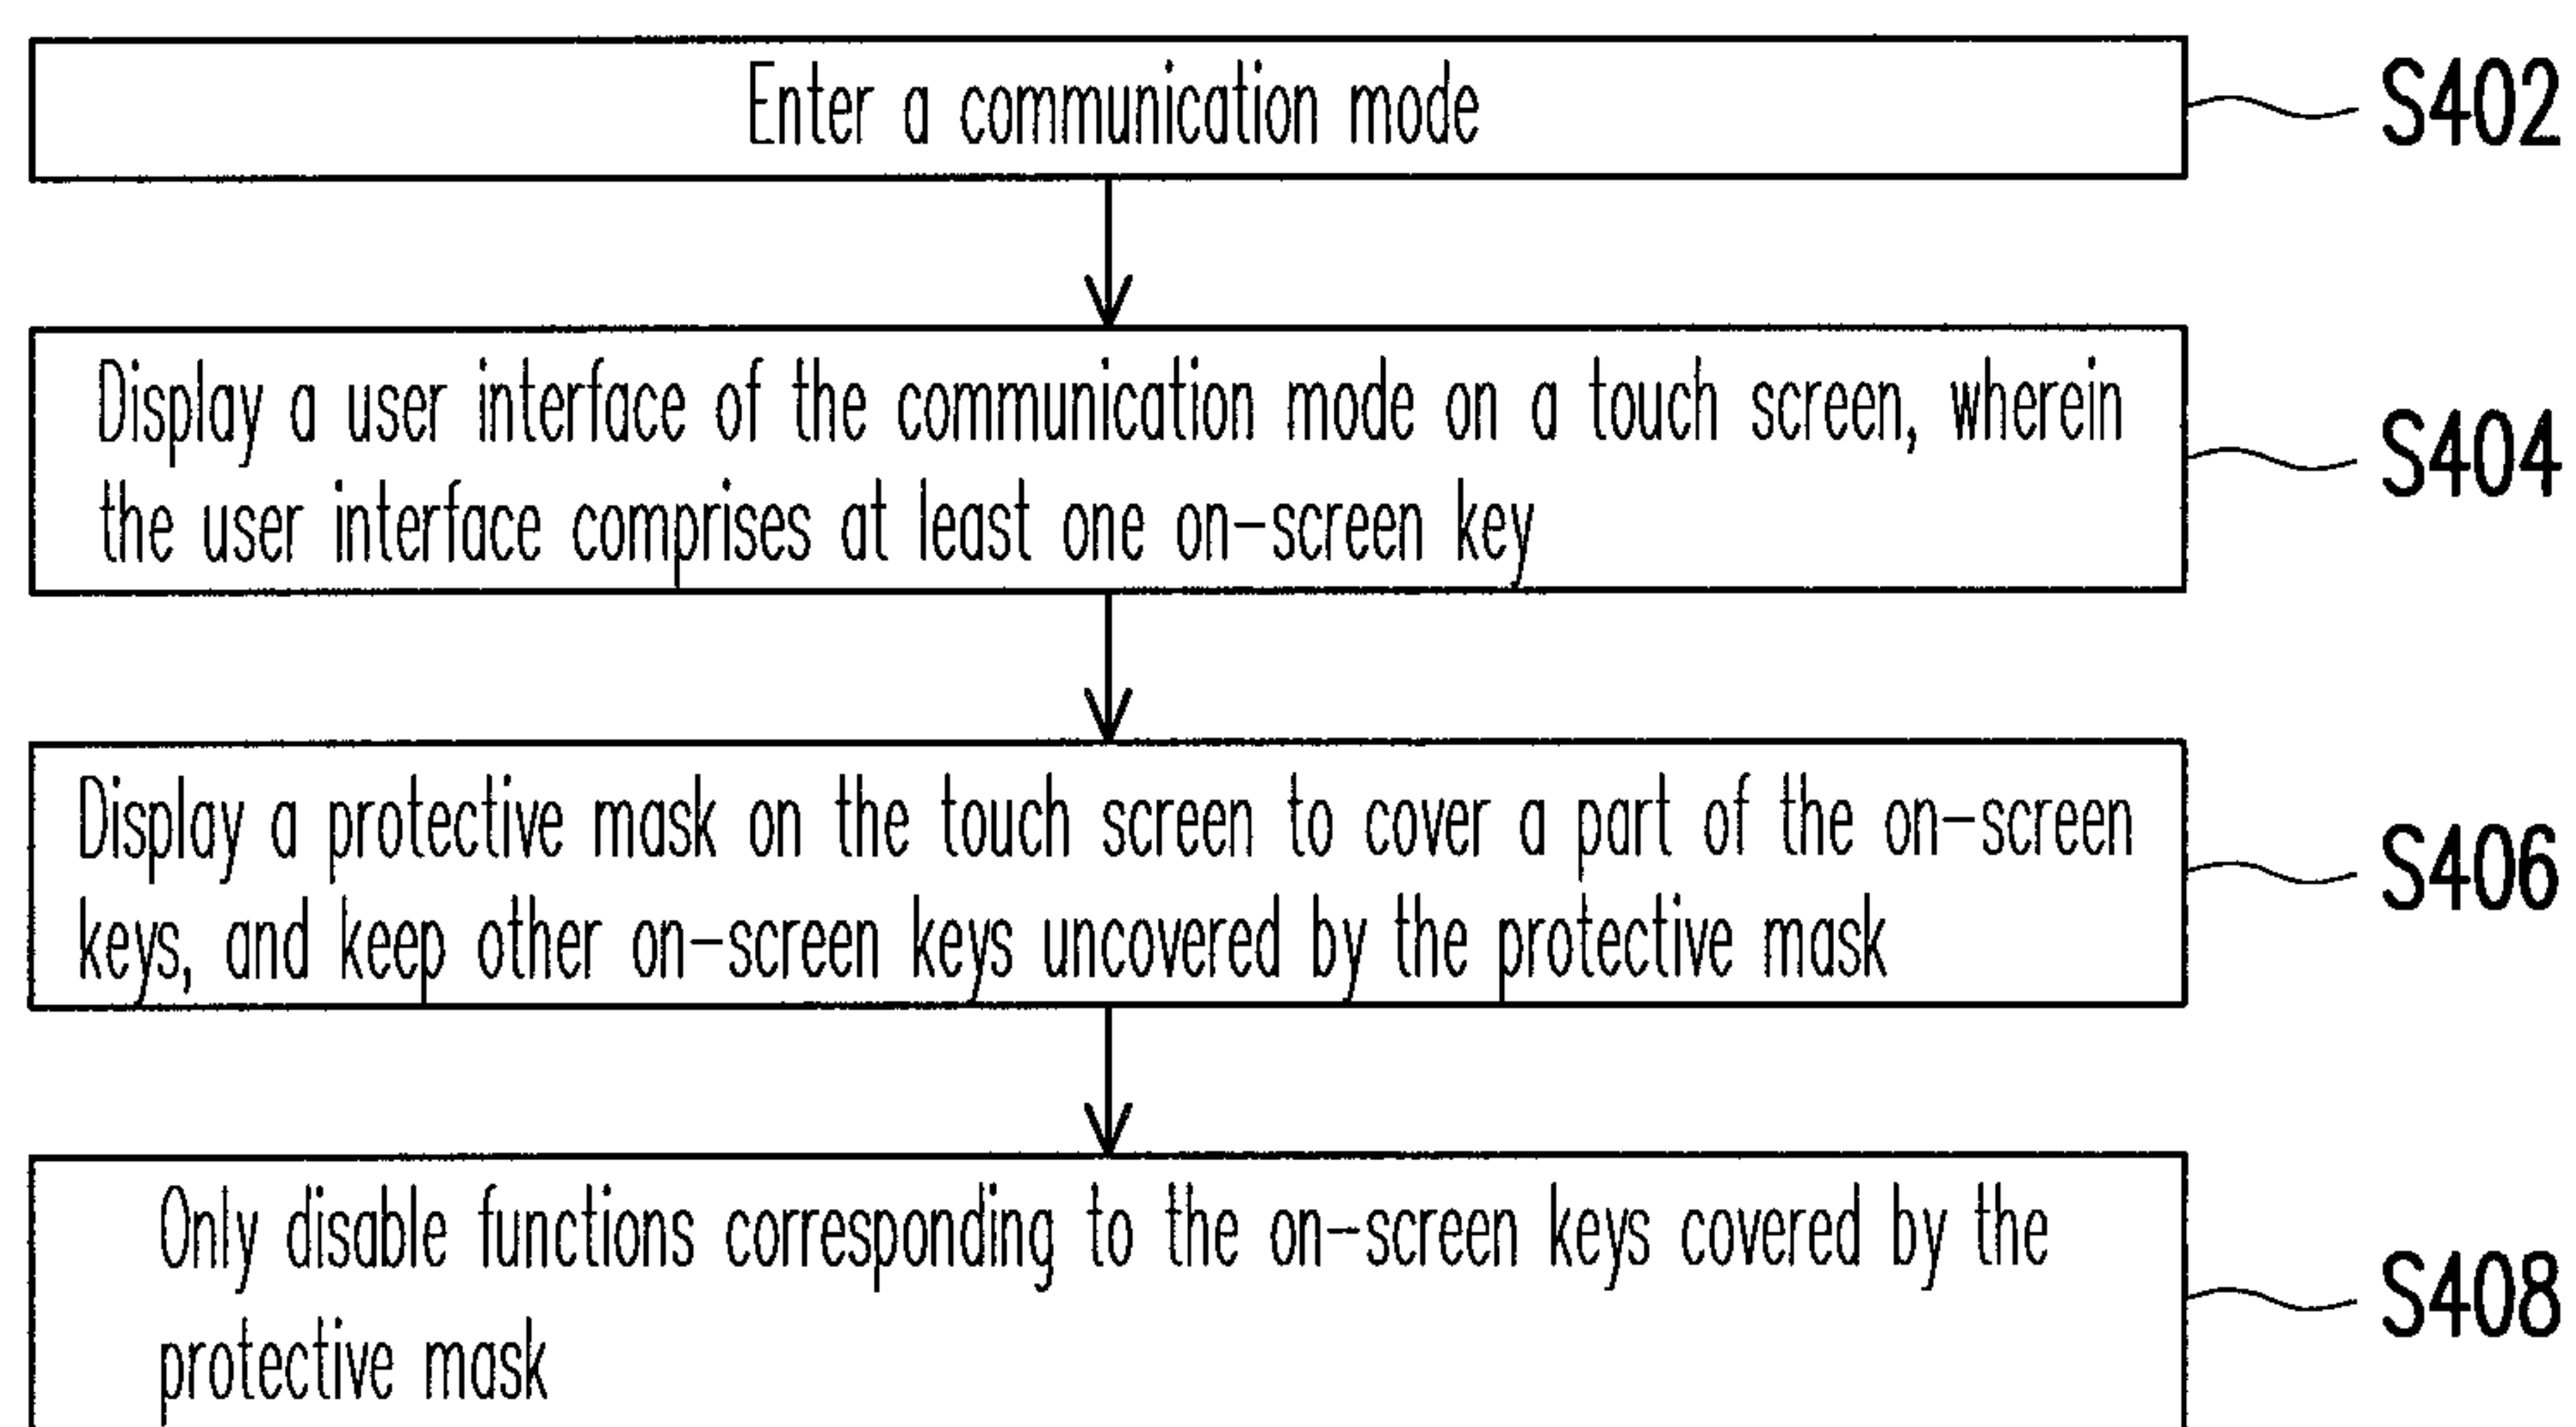 Enter a communication mode
S402
Display a user interface of the communication mode on a touch screen, wherein
the user interface comprises at least one on-screen key
S404
Display a protective mask on the touch screen to cover a part of the on-screen
keys, and keep other on-screen keys uncovered by the protective mask
S406
Only disable functions corresponding to the on-screen keys covered by the
protective mask
S408